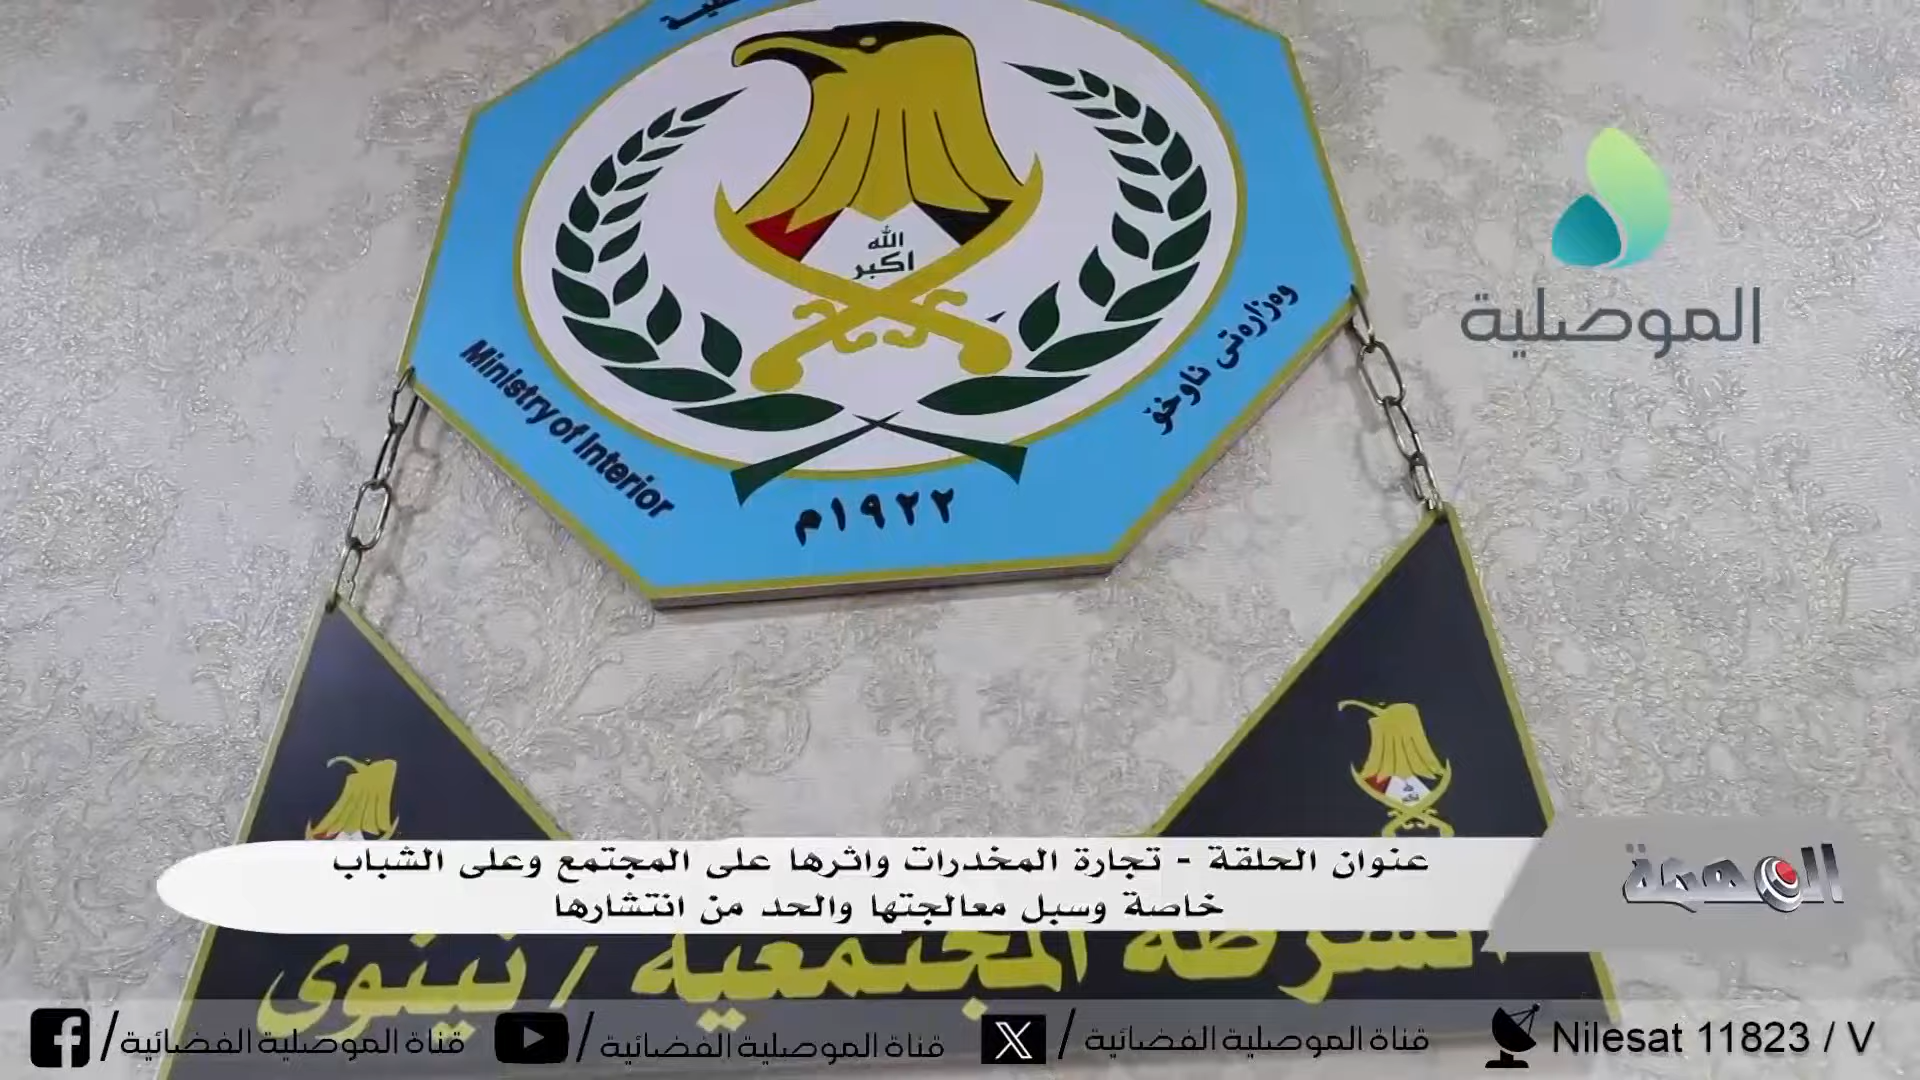 الله
اكبر
Ministry of Interior
وەزارەتی ناوخۆ
١٩٢٢م
الموصلية
عنوان الحلقة - تجارة المخدرات واثرها على المجتمع وعلى الشباب
خاصة وسبل معالجتها والحد من انتشارها
المهمة
الشرطة المجتمعية / نينوى
/قناة الموصلية الفضائية
/قناة الموصلية الفضائية
/قناة الموصلية الفضائية
Nilesat 11823 / V